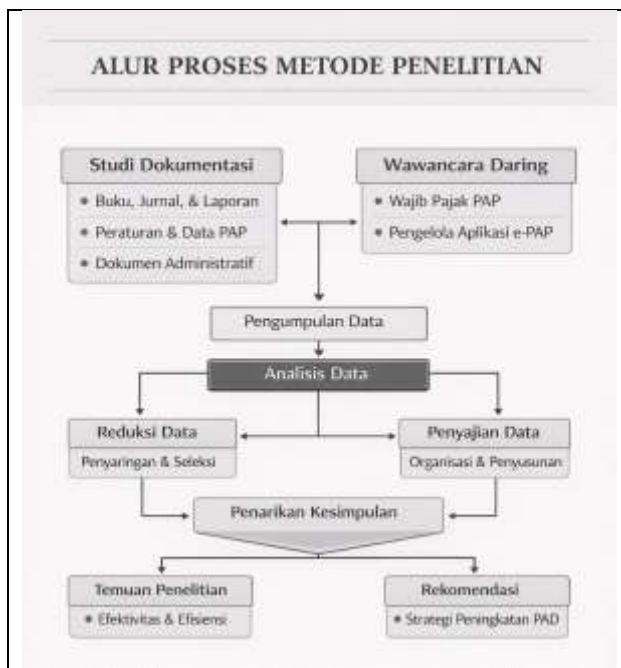 ALUR PROSES METODE PENELITIAN
Studi Dokumentasi
• Buku, Jurnal, & Laporan
• Peraturan & Data PAP
• Dokumen Administratif
Wawancara Daring
• Wajib Pajak PAP
• Pengelola Aplikasi e-PAP
Pengumpulan Data
Analisis Data
Reduksi Data
Penyaringan & Seleksi
Penyajian Data
Organisasi & Penyusunan
Penarikan Kesimpulan
Temuan Penelitian
• Efektivitas & Efisiensi
Rekomendasi
• Strategi Peningkatan PAD